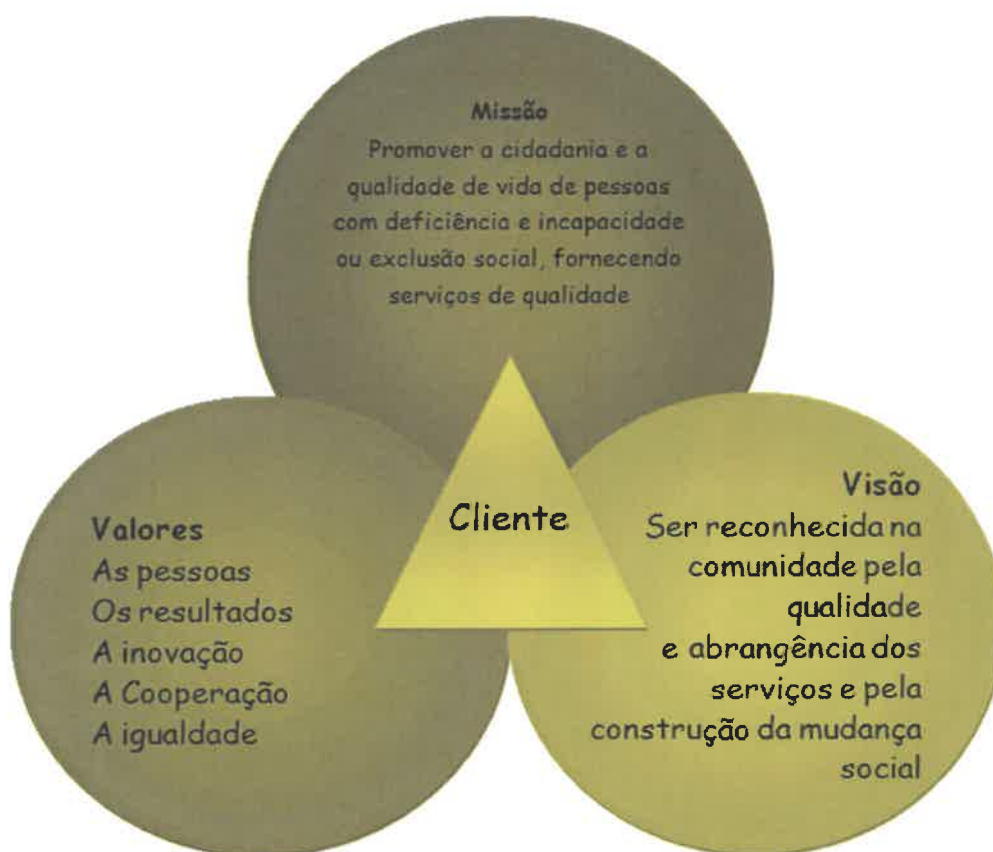 Missão
Promover a cidadania e a
qualidade de vida de pessoas
com deficiência e incapacidade
ou exclusão social, fornecendo
serviços de qualidade
Cliente
Valores
As pessoas
Os resultados
A inovação
A Cooperação
A igualdade
Visão
Ser reconhecida na
comunidade pela
qualidade
e abrangência dos
serviços e pela
construção da mudança
social